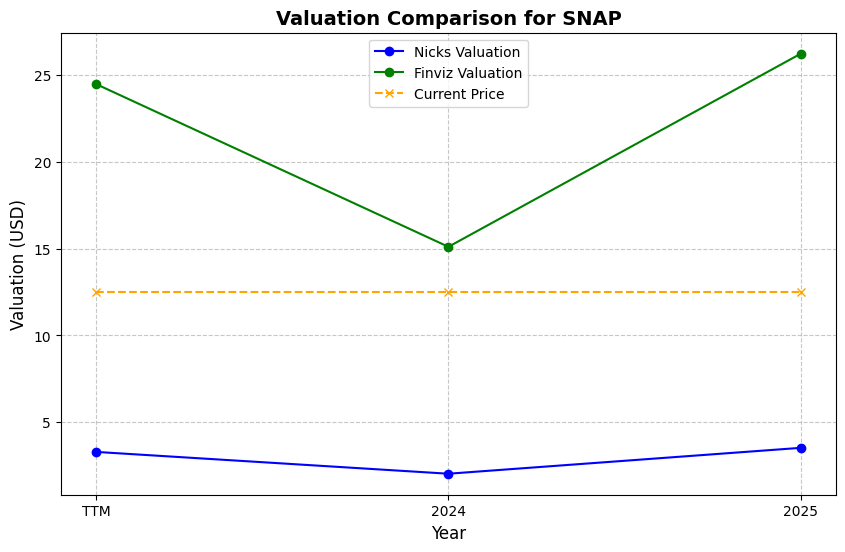 Valuation Comparison for SNAP
Nicks Valuation
Finviz Valuation
Current Price
Valuation (USD)
25
20
15
10
5
TTM
2024
2025
Year